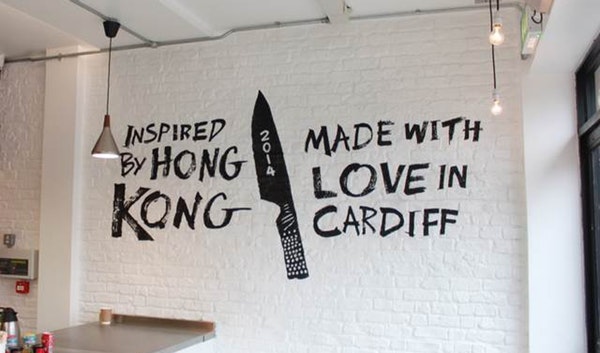 INSPIRED
BY HONG
KONG
2014
MADE WITH
LOVE IN
CARDIFF